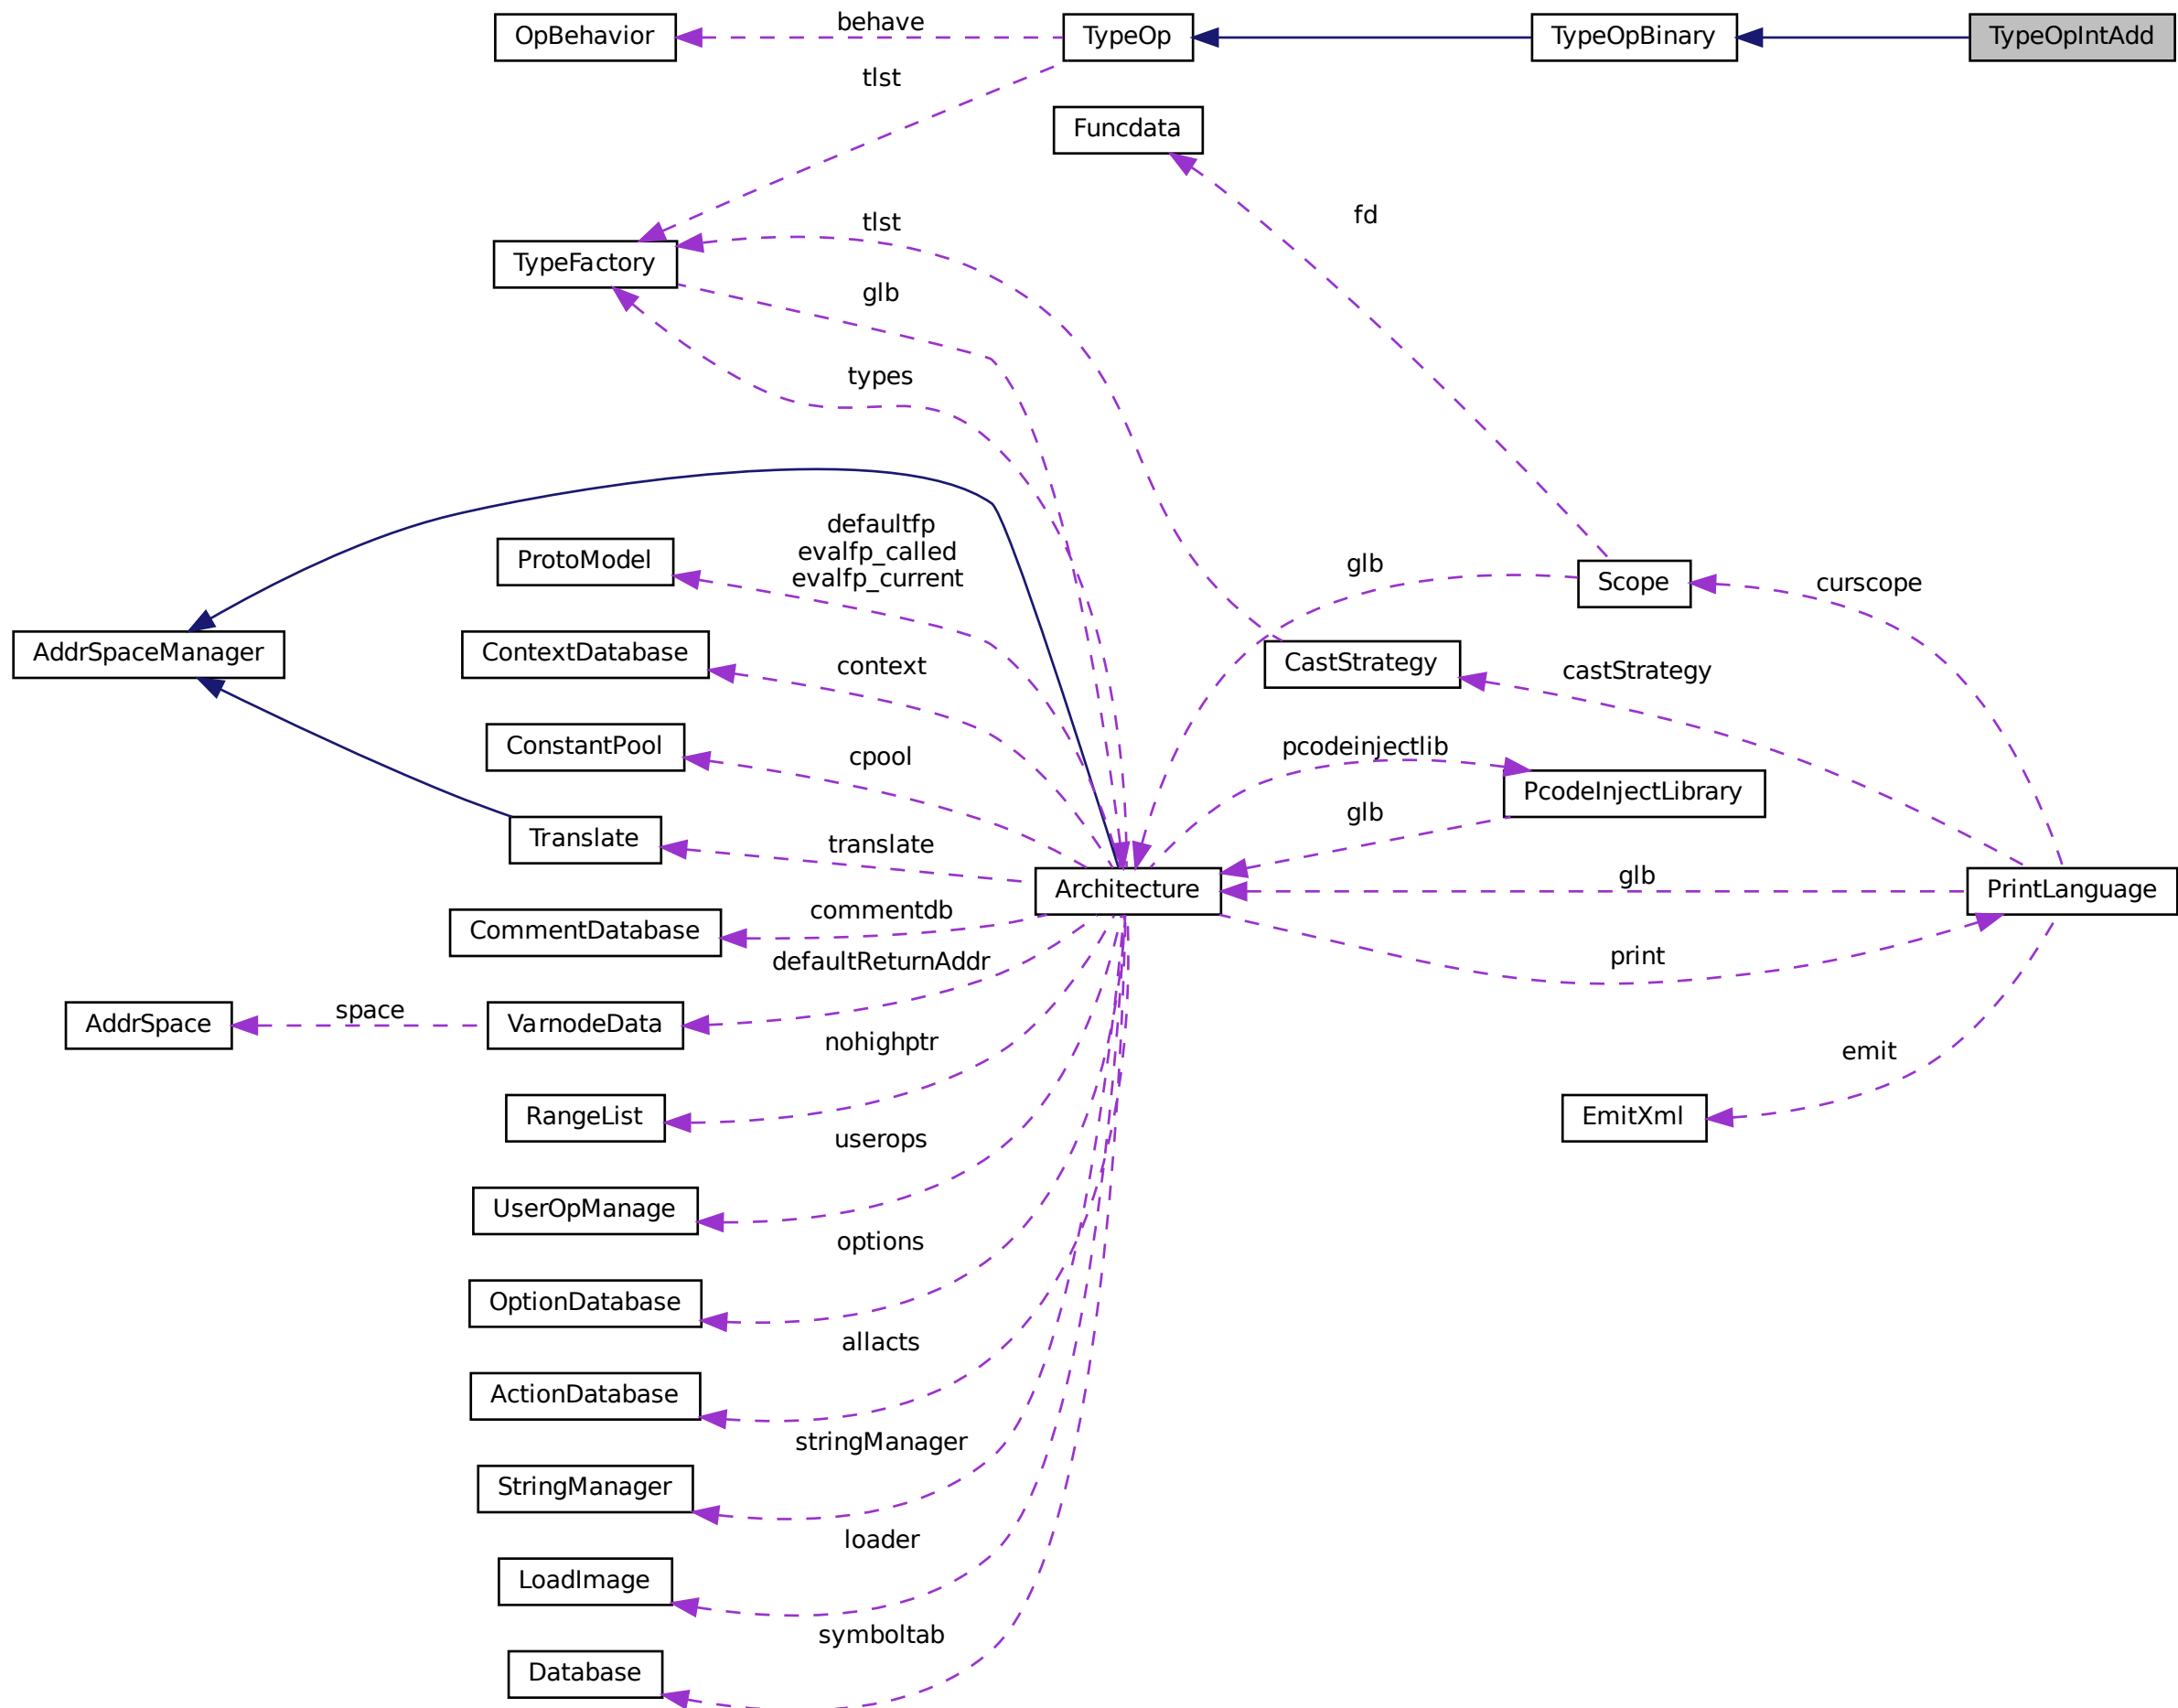 OpBehavior
behave
TypeOp
TypeOpBinary
TypeOpIntAdd
tlst
Funcdata
tlst
fd
TypeFactory
glb
types
defaultfp
evalfp_called
evalfp_current
ProtoModel
glb
Scope
curscope
AddrSpaceManager
ContextDatabase
context
CastStrategy
castStrategy
ConstantPool
cpool
pcodeinjectlib
PcodeInjectLibrary
glb
Translate
translate
Architecture
glb
PrintLanguage
CommentDatabase
commentdb
defaultReturnAddr
print
AddrSpace
space
VarnodeData
nohighptr
emit
RangeList
EmitXml
userops
UserOpManage
options
OptionDatabase
allacts
ActionDatabase
stringManager
StringManager
loader
LoadImage
symboltab
Database